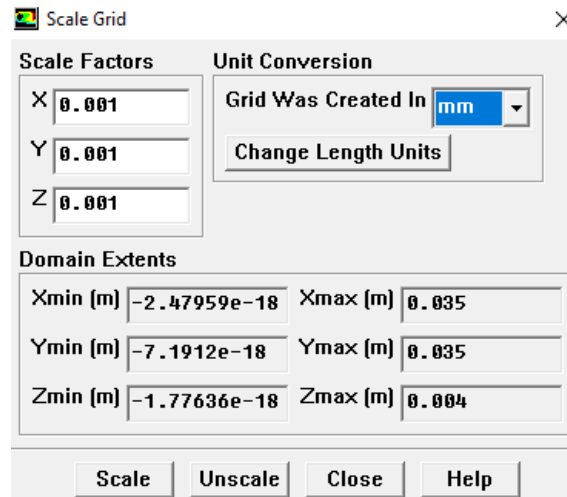 Scale Grid
Scale Factors
X 0.001
Y 0.001
Z 0.001
Unit Conversion
Grid Was Created In mm
Change Length Units
Domain Extents
Xmin (m) -2.47959e-18 Xmax (m) 0.035
Ymin (m) -7.1912e-18 Ymax (m) 0.035
Zmin (m) -1.77636e-18 Zmax (m) 0.004
Scale Unscale Close Help